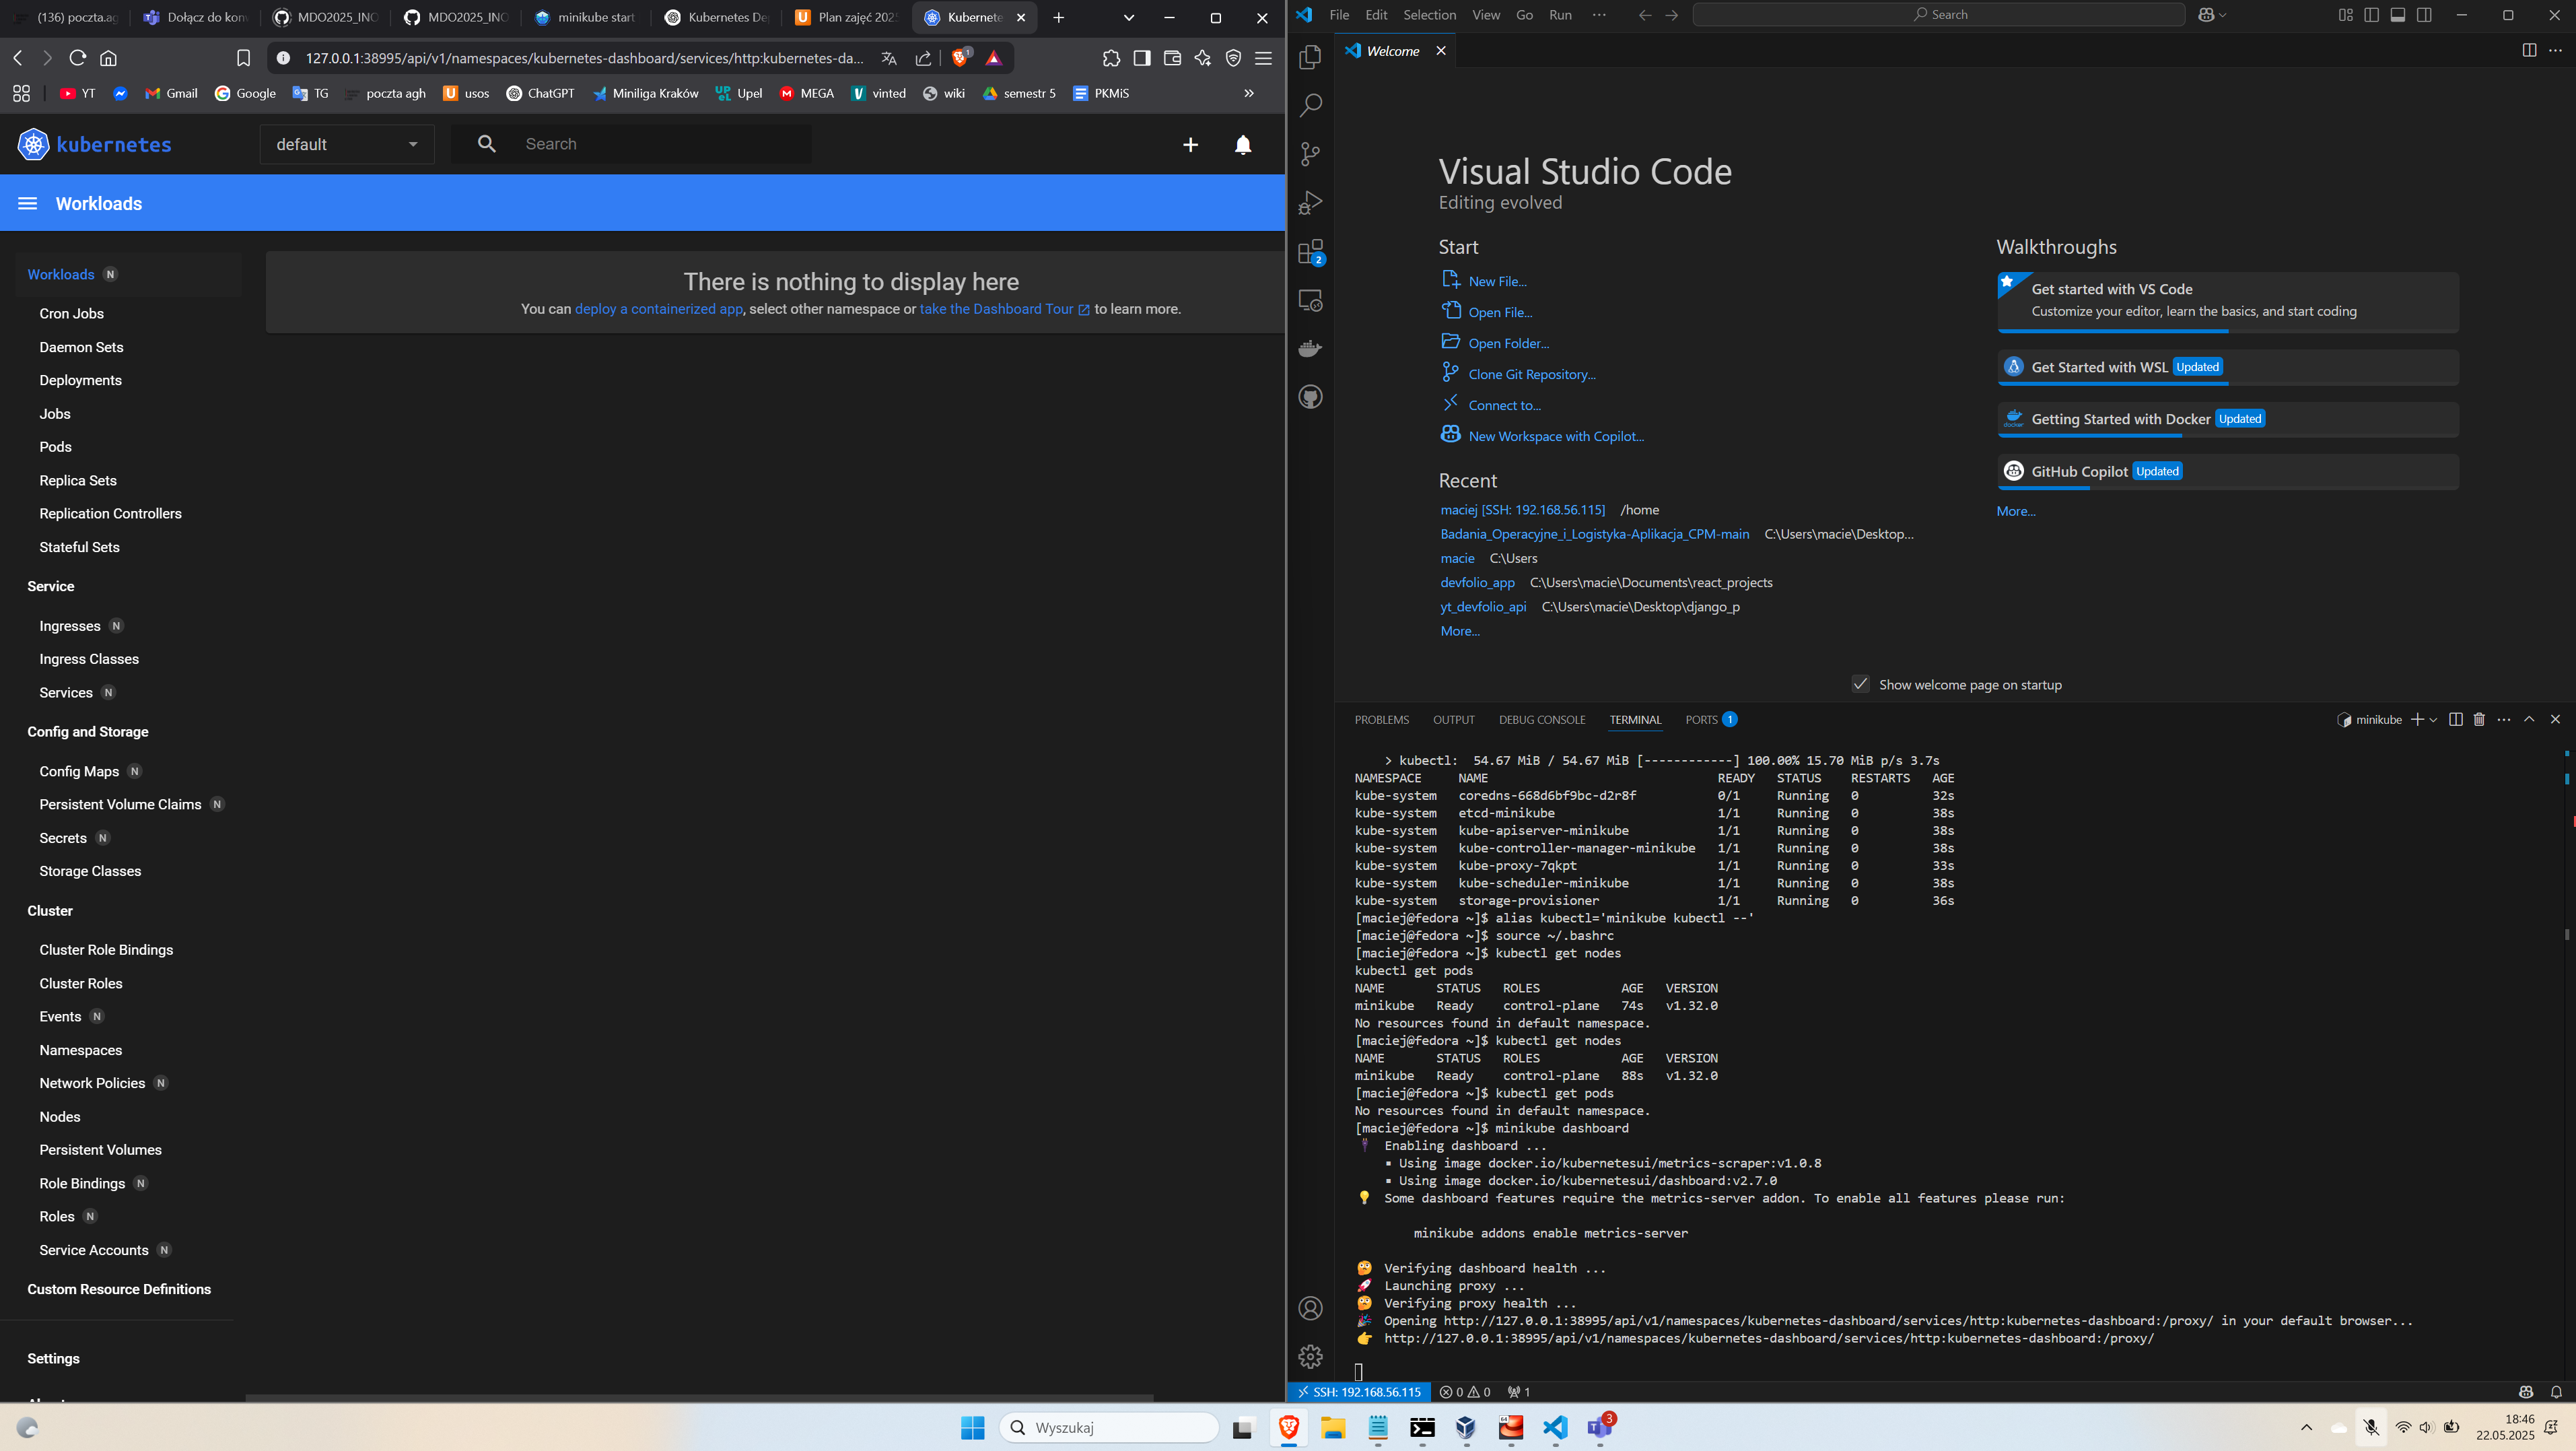 (136) poczta.ag
Dołącz do kon
MDO2025_INO
MDO2025_INO
minikube start
Kubernetes De
Plan zajęć 202
Kubernete
127.0.0.1:38995/api/v1/namespaces/kubernetes-dashboard/services/http:kubernetes-da...
1
YT
Gmail
Google
TG
poczta agh
usos
ChatGPT
Miniliga Kraków
Upel
MEGA
vinted
wiki
semestr 5
PKMiS
kubernetes
default
Search
Workloads
Workloads N
Cron Jobs
Daemon Sets
Deployments
Jobs
Pods
Replica Sets
Replication Controllers
Stateful Sets
Service
Ingresses N
Ingress Classes
Services N
Config and Storage
Config Maps N
Persistent Volume Claims N
Secrets N
Storage Classes
Cluster
Cluster Role Bindings
Cluster Roles
Events N
Namespaces
Network Policies N
Nodes
Persistent Volumes
Role Bindings N
Roles N
Service Accounts N
Custom Resource Definitions
Settings
There is nothing to display here
You can deploy a containerized app, select other namespace or take the Dashboard Tour to learn more.
File Edit Selection View Go Run ···
Search
Welcome
2
Visual Studio Code
Editing evolved
Start
New File...
Open File...
Open Folder...
Clone Git Repository...
Connect to...
New Workspace with Copilot...
Recent
maciej [SSH: 192.168.56.115] /home
Badania_Operacyjne_i_Logistyka-Aplikacja_CPM-main C:\Users\macie\Desktop...
macie C:\Users
devfolio_app C:\Users\macie\Documents\react_projects
yt_devfolio_api C:\Users\macie\Desktop\django_p
More...
Walkthroughs
Get started with VS Code
Customize your editor, learn the basics, and start coding
Get Started with WSL Updated
Getting Started with Docker Updated
GitHub Copilot Updated
More...
Show welcome page on startup
PROBLEMS OUTPUT DEBUG CONSOLE TERMINAL PORTS 1
minikube
> kubectl: 54.67 MiB / 54.67 MiB [------------] 100.00% 15.70 MiB p/s 3.7s
NAMESPACE NAME READY STATUS RESTARTS AGE
kube-system coredns-668d6bf9bc-d2r8f 0/1 Running 0 32s
kube-system etcd-minikube 1/1 Running 0 38s
kube-system kube-apiserver-minikube 1/1 Running 0 38s
kube-system kube-controller-manager-minikube 1/1 Running 0 38s
kube-system kube-proxy-7qkpt 1/1 Running 0 33s
kube-system kube-scheduler-minikube 1/1 Running 0 38s
kube-system storage-provisioner 1/1 Running 0 36s
[maciej@fedora ~]$ alias kubectl='minikube kubectl --'
[maciej@fedora ~]$ source ~/.bashrc
[maciej@fedora ~]$ kubectl get nodes
kubectl get pods
NAME STATUS ROLES AGE VERSION
minikube Ready control-plane 74s v1.32.0
No resources found in default namespace.
[maciej@fedora ~]$ kubectl get nodes
NAME STATUS ROLES AGE VERSION
minikube Ready control-plane 88s v1.32.0
[maciej@fedora ~]$ kubectl get pods
No resources found in default namespace.
[maciej@fedora ~]$ minikube dashboard
Enabling dashboard ...
▪ Using image docker.io/kubernetesui/metrics-scraper:v1.0.8
▪ Using image docker.io/kubernetesui/dashboard:v2.7.0
💡 Some dashboard features require the metrics-server addon. To enable all features please run:
minikube addons enable metrics-server
🤔 Verifying dashboard health ...
🚀 Launching proxy ...
🤔 Verifying proxy health ...
🎉 Opening http://127.0.0.1:38995/api/v1/namespaces/kubernetes-dashboard/services/http:kubernetes-dashboard:/proxy/ in your default browser...
👉 http://127.0.0.1:38995/api/v1/namespaces/kubernetes-dashboard/services/http:kubernetes-dashboard:/proxy/
SSH: 192.168.56.115
0 0
1
Wyszukaj
3
18:46
22.05.2025